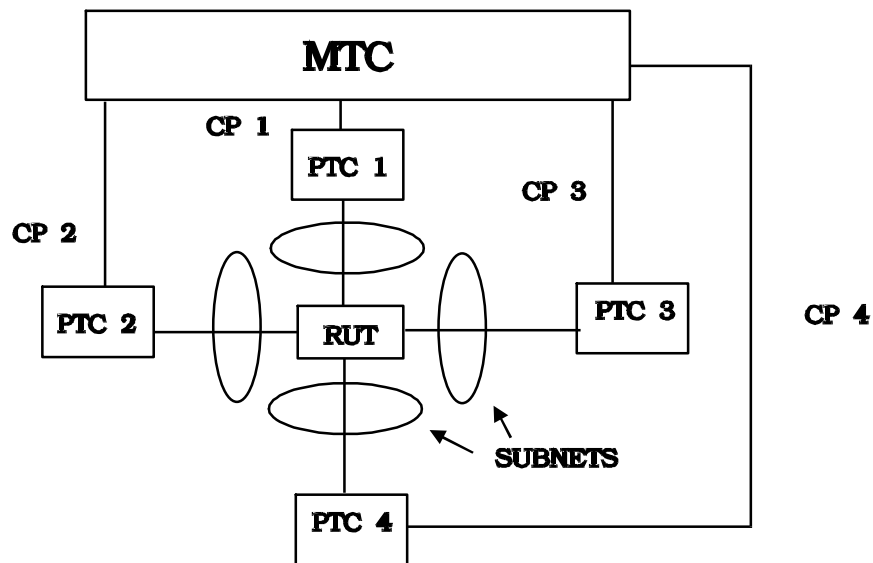 MTC
CP 1
PTC 1
CP 3
CP 2
PTC 2
RUT
PTC 3
CP 4
SUBNETS
PTC 4